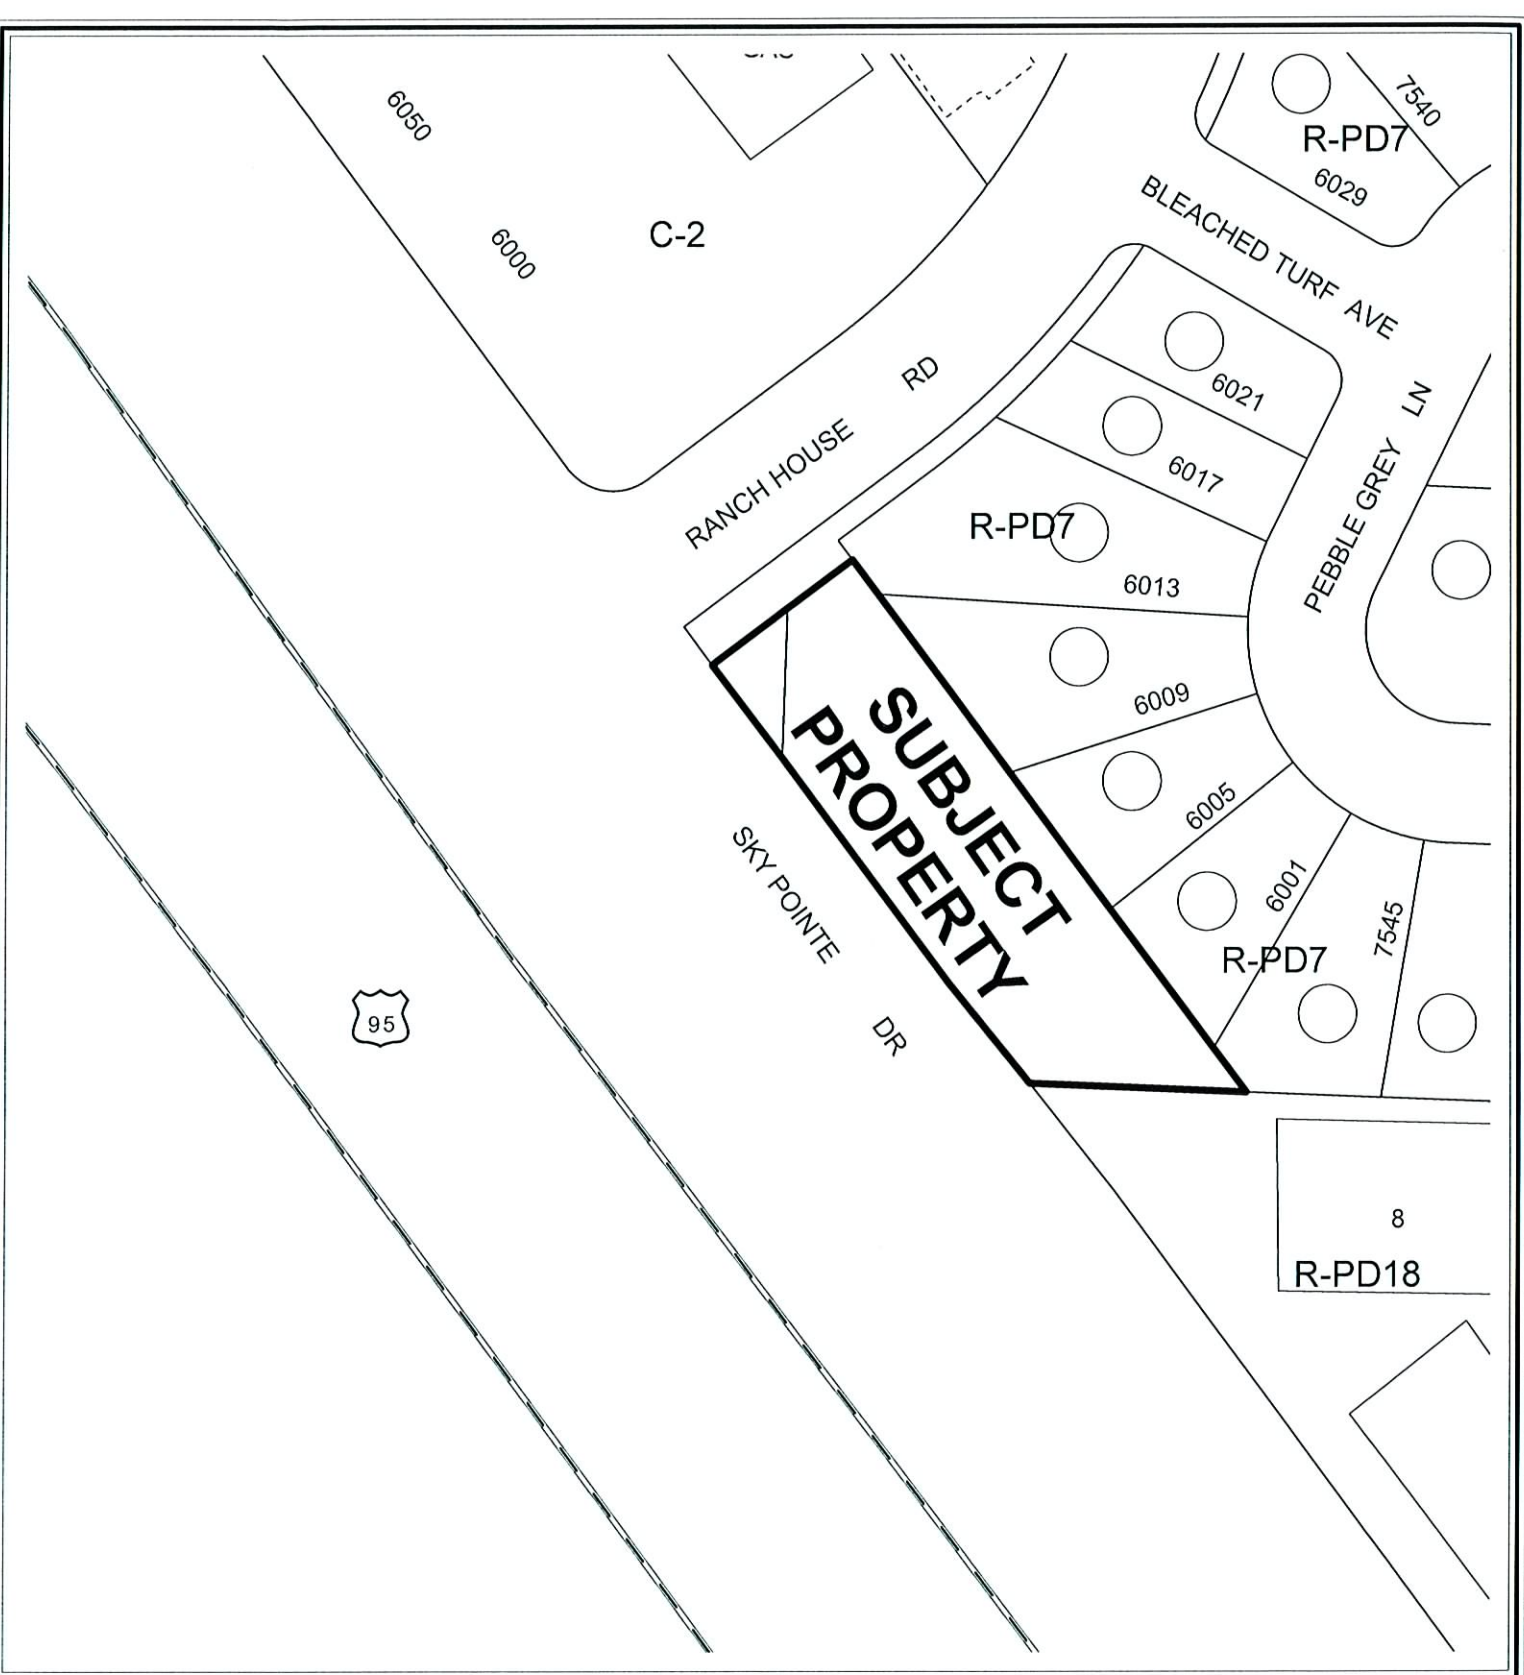 6050
6000
C-2
7540
R-PD7
6029
BLEACHED TURF AVE
6021
6017
RANCH HOUSE RD
PEBBLE GREY LN
R-PD7
6013
6009
6005
6001
7545
R-PD7
SUBJECT
PROPERTY
SKY POINTE DR
95
8
R-PD18